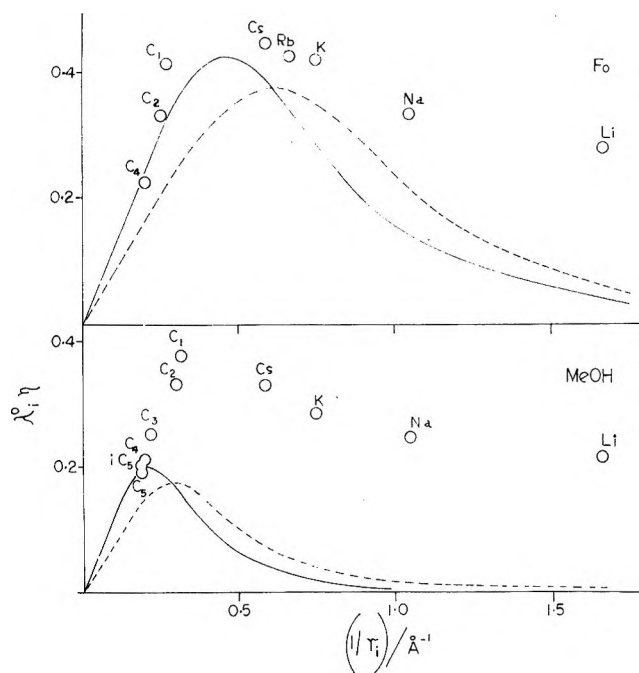 Cs
Rb
K
C₁
Fo
0.4
C₂
Na
Li
C₄
0.2
0.4
C₁
C₂
Cs
MeOH
K
C₃
Na
Li
C₄
i C₅
0.2
C₅
λ°ᵢ η
0
0.5
1.0
1.5
(1/rᵢ)/Å⁻¹